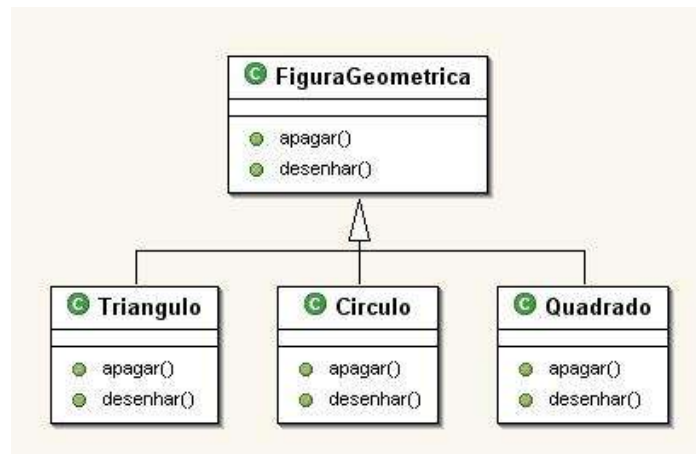 C FiguraGeometrica
apagar()
desenhar()
C Triangulo
apagar()
desenhar()
C Circulo
apagar()
desenhar()
C Quadrado
apagar()
desenhar()